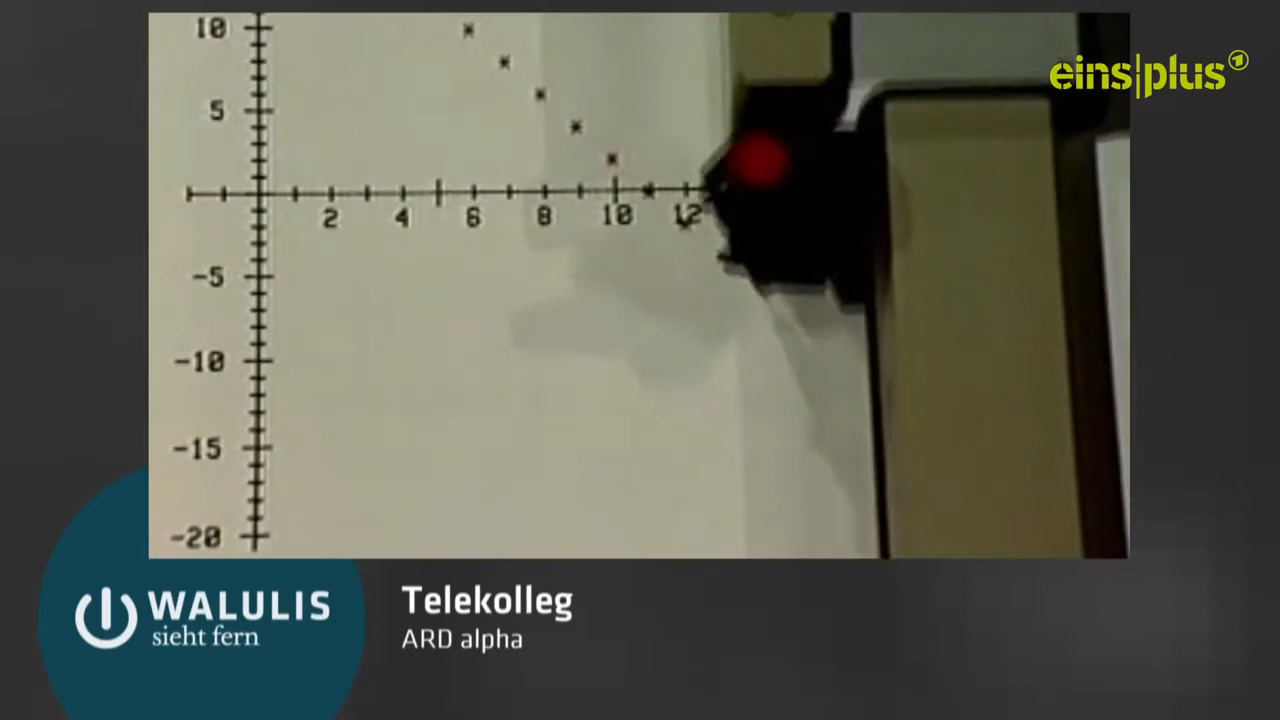 eins|plus
10
5
2 4 6 8 10 12
-5
-10
-15
-20
WALULIS
sieht fern
Telekolleg
ARD alpha